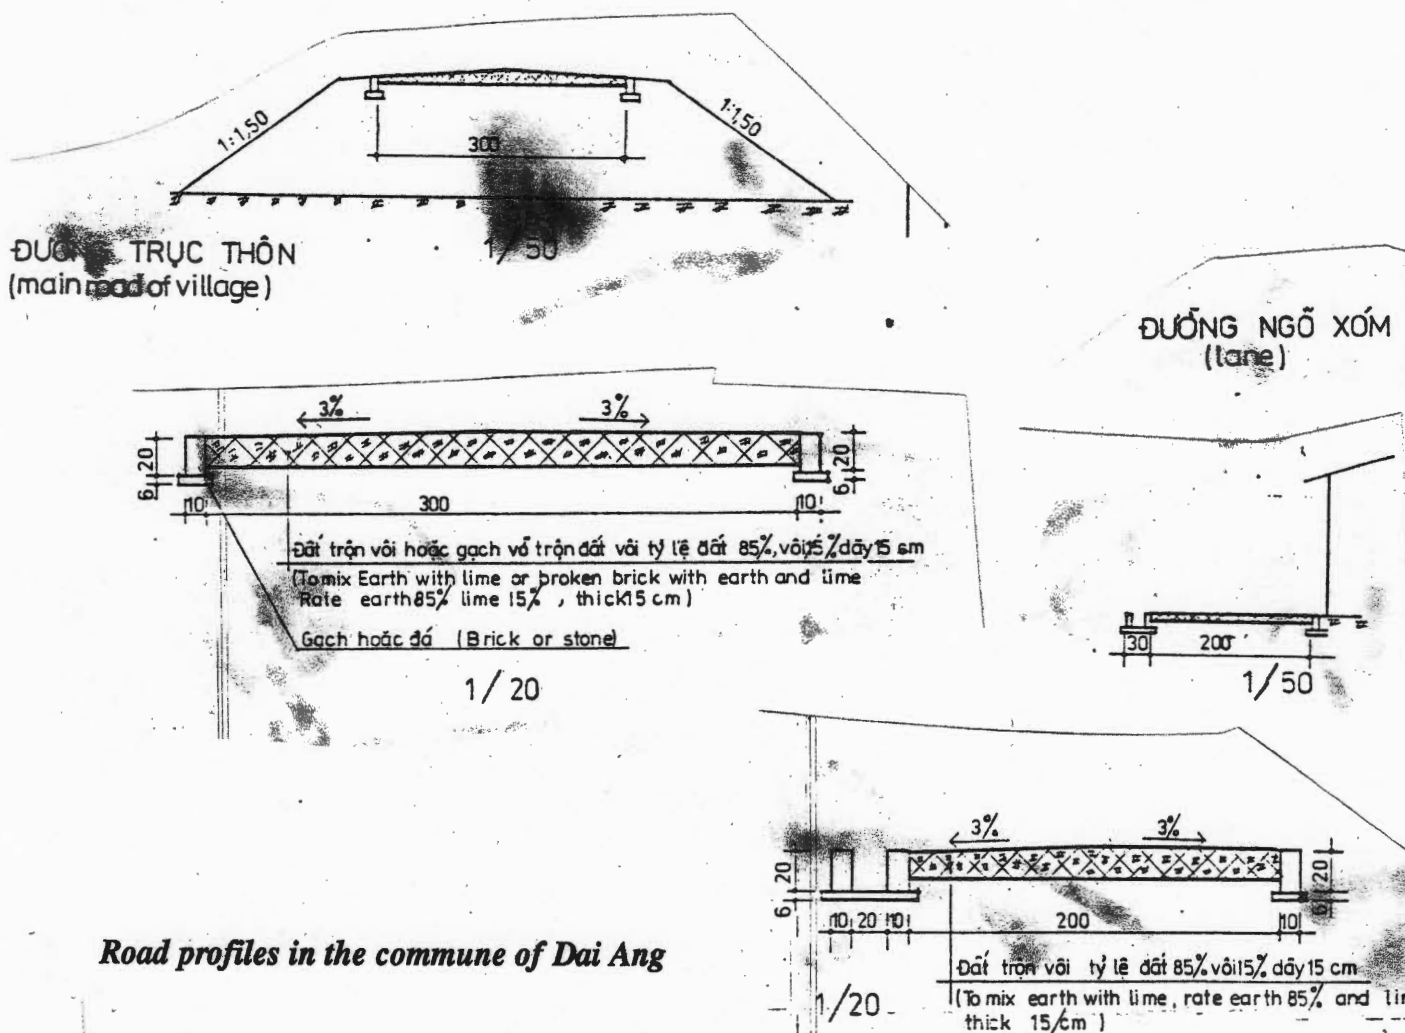 1:1,50
1:1,50
300
ĐƯỜNG TRỤC THÔN
(main road of village)
1/50
ĐƯỜNG NGÕ XÓM
(lane)
3% 3%
20
6
20
6
10 300 10
Đất trộn vôi hoặc gạch vỡ trộn đất vôi tỷ lệ đất 85%, vôi 15% dây 15 sm
(To mix Earth with lime or broken brick with earth and lime
Rate earth 85% lime 15% , thick 15 cm)
Gạch hoặc đá (Brick or stone)
1/20
30 200
1/50
3% 3%
20
6
20
6
10 20 10 200 10
Đất trộn vôi tỷ lệ đất 85% vôi 15% dây 15 cm
(To mix earth with lime, rate earth 85% and
thick 15/cm )
1/20
Road profiles in the commune of Dai Ang